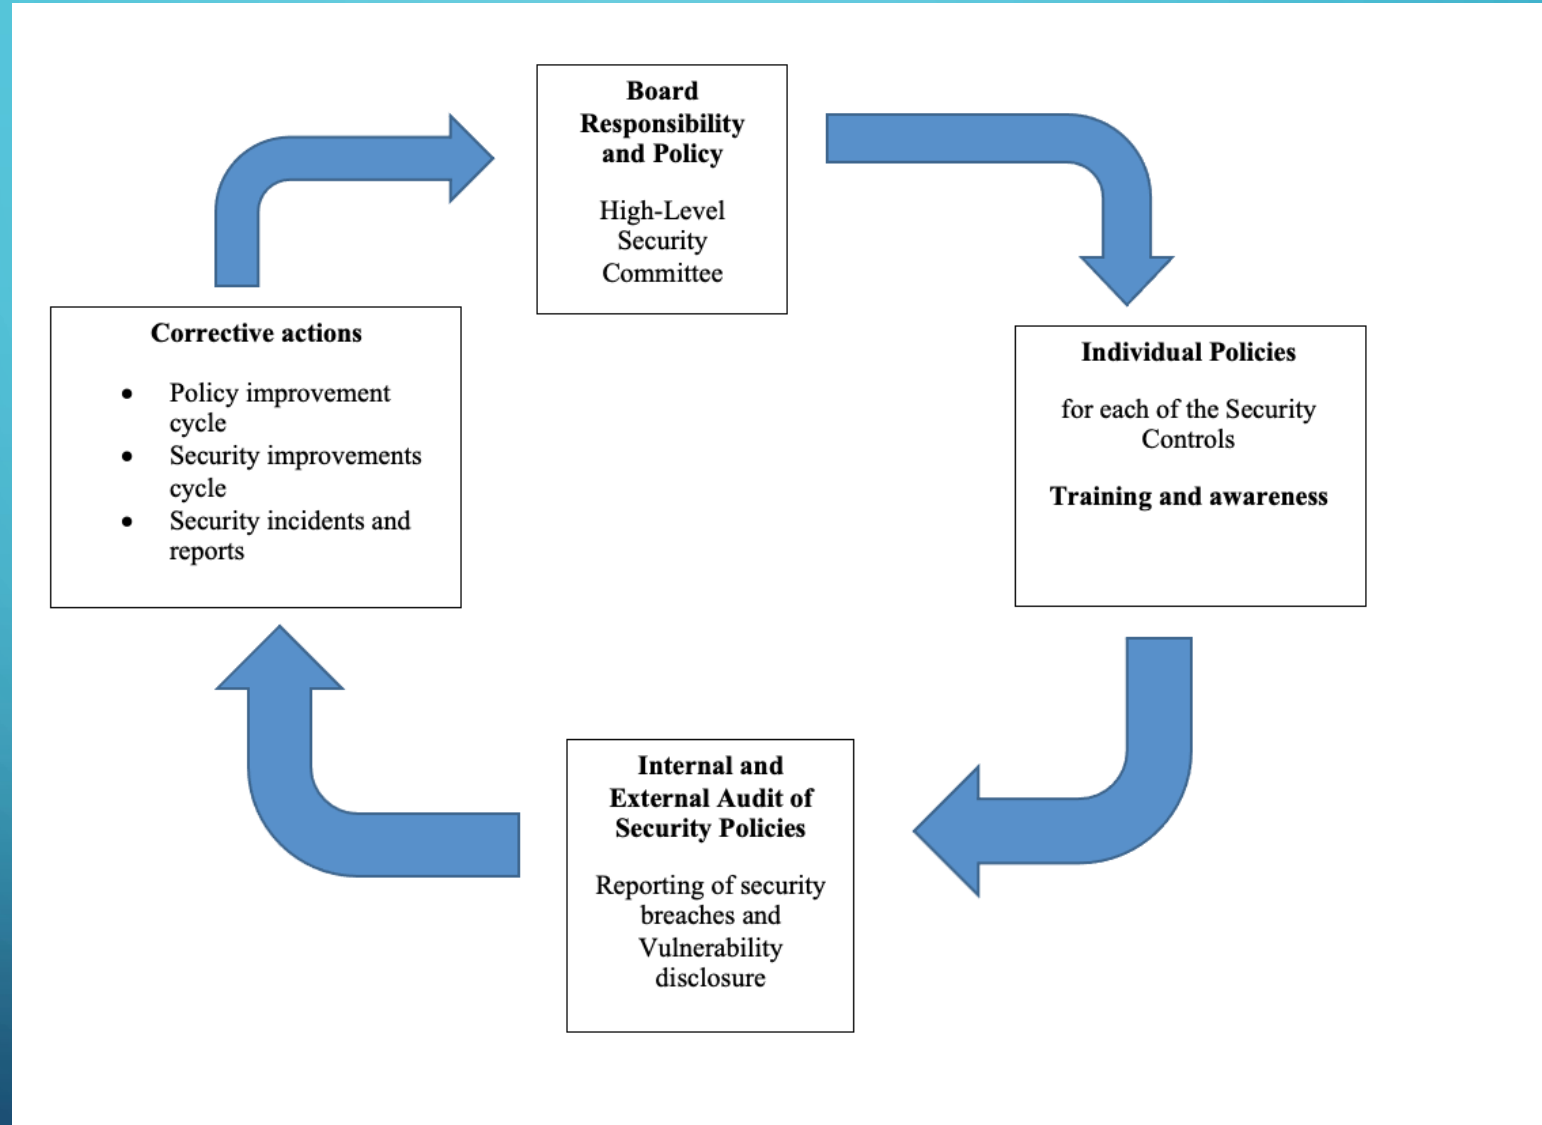 Board
Responsibility
and Policy
High-Level
Security
Committee
Corrective actions
• Policy improvement
cycle
• Security improvements
cycle
• Security incidents and
reports
Individual Policies
for each of the Security
Controls
Training and awareness
Internal and
External Audit of
Security Policies
Reporting of security
breaches and
Vulnerability
disclosure